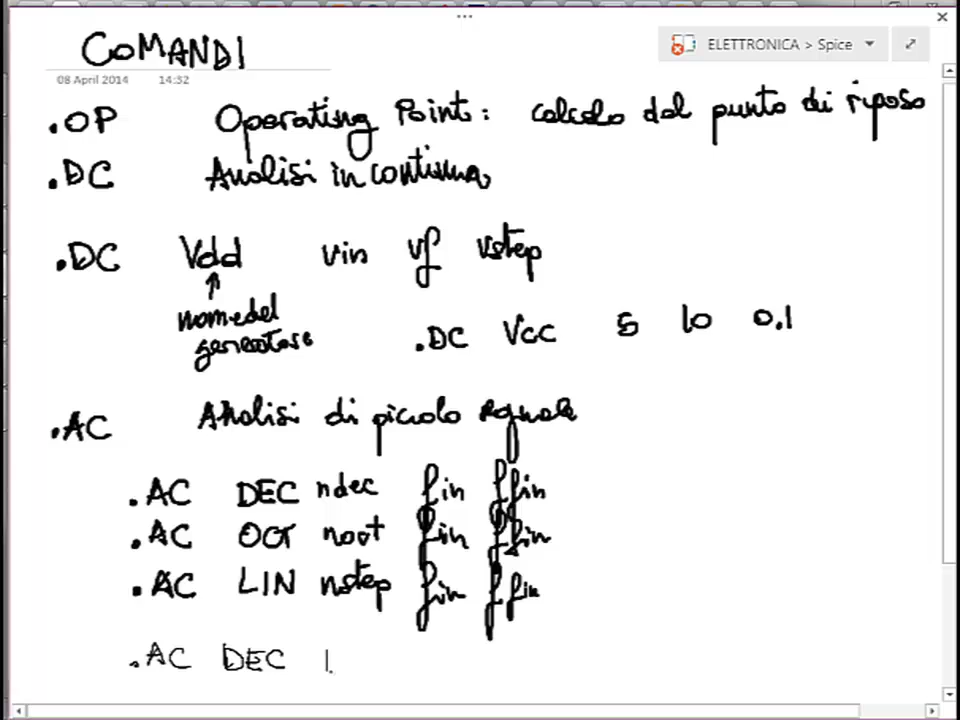 COMANDI
ELETTRONICA > Spice
08 April 2014 14:32
.OP Operating Point: calcolo del punto di riposo
.DC Analisi in continua
.DC Vdd vin vf vstep
nome del
generatore
.DC VCC 5 10 0.1
.AC Analisi di piccolo segnale
.AC DEC ndec fin ffin
.AC OCT noct fin ffin
.AC LIN nstep fin ffin
.AC DEC 1